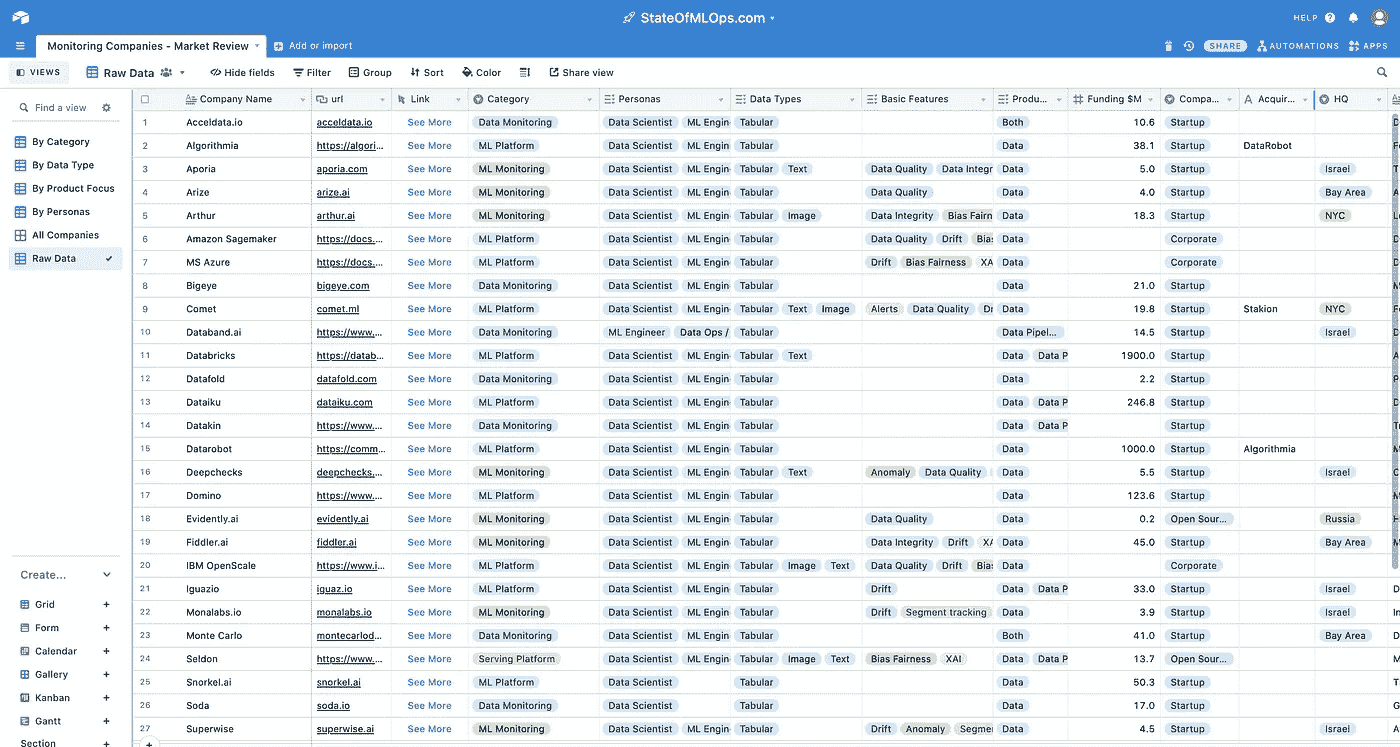 StateOfMLOps.com
HELP
Monitoring Companies - Market Review
Add or import
SHARE AUTOMATIONS APPS
VIEWS Raw Data Hide fields Filter Group Sort Color Share view
Find a view
By Category
By Data Type
By Product Focus
By Personas
All Companies
Raw Data
Create...
Grid
Form
Calendar
Gallery
Kanban
Gantt
Section
Company Name url Link Category Personas Data Types Basic Features Produ... Funding $M Compa... Acquir... HQ
1 Acceldata.io acceldata.io See More Data Monitoring Data Scientist ML Engin Tabular Both 10.6 Startup
2 Algorithmia https://algori... See More ML Platform Data Scientist ML Engin Tabular Data 38.1 Startup DataRobot
3 Aporia aporia.com See More ML Monitoring Data Scientist ML Engin Tabular Text Data Quality Data Integr Data 5.0 Startup Israel
4 Arize arize.ai See More ML Monitoring Data Scientist ML Engin Tabular Data Quality Data 4.0 Startup Bay Area
5 Arthur arthur.ai See More ML Monitoring Data Scientist ML Engin Tabular Image Data Integrity Bias Fairn Data 18.3 Startup NYC
6 Amazon Sagemaker https://docs.... See More ML Platform Data Scientist ML Engin Tabular Data Quality Drift Bias Data Corporate
7 MS Azure https://docs.... See More ML Platform Data Scientist ML Engin Tabular Drift Bias Fairness XA Data Corporate
8 Bigeye bigeye.com See More Data Monitoring Data Scientist ML Engin Tabular Data 21.0 Startup
9 Comet comet.ml See More ML Platform Data Scientist ML Engin Tabular Text Image Alerts Data Quality Dr Data 19.8 Startup Stakion NYC
10 Databand.ai https://www.... See More Data Monitoring ML Engineer Data Ops / Tabular Data Pipel... 14.5 Startup Israel
11 Databricks https://datab... See More ML Platform Data Scientist ML Engin Tabular Text Data Data P 1900.0 Startup
12 Datafold datafold.com See More Data Monitoring Data Scientist ML Engin Tabular Data 2.2 Startup
13 Dataiku dataiku.com See More ML Platform Data Scientist ML Engin Tabular Data Data P 246.8 Startup
14 Datakin https://www.... See More Data Monitoring Data Scientist ML Engin Tabular Data Data P Startup
15 Datarobot https://comm... See More ML Platform Data Scientist ML Engin Tabular Data 1000.0 Startup Algorithmia
16 Deepchecks deepchecks.... See More ML Monitoring Data Scientist ML Engin Tabular Text Anomaly Data Quality Data 5.5 Startup Israel
17 Domino https://www.... See More ML Platform Data Scientist ML Engin Tabular Data 123.6 Startup
18 Evidently.ai evidently.ai See More ML Monitoring Data Scientist ML Engin Tabular Data Quality Data 0.2 Open Sour... Russia
19 Fiddler.ai fiddler.ai See More ML Monitoring Data Scientist ML Engin Tabular Data Integrity Drift XA Data 45.0 Startup Bay Area
20 IBM OpenScale https://www.i... See More ML Platform Data Scientist ML Engin Tabular Image Text Data Quality Drift Bias Data Corporate
21 Iguazio iguaz.io See More ML Platform Data Scientist ML Engin Tabular Drift Data Data P 33.0 Startup Israel
22 Monalabs.io monalabs.io See More ML Monitoring Data Scientist ML Engin Tabular Drift Segment tracking Data 3.9 Startup Israel
23 Monte Carlo montecarlod... See More Data Monitoring Data Scientist ML Engin Tabular Both 41.0 Startup Bay Area
24 Seldon https://www.... See More Serving Platform Data Scientist ML Engin Tabular Image Text Bias Fairness XAI Data Data P 13.7 Open Sour...
25 Snorkel.ai snorkel.ai See More ML Platform Data Scientist Tabular Data 50.3 Startup
26 Soda soda.io See More Data Monitoring Data Scientist Tabular Data 17.0 Startup
27 Superwise superwise.ai See More ML Monitoring Data Scientist ML Engin Tabular Drift Anomaly Segme Data 4.5 Startup Israel